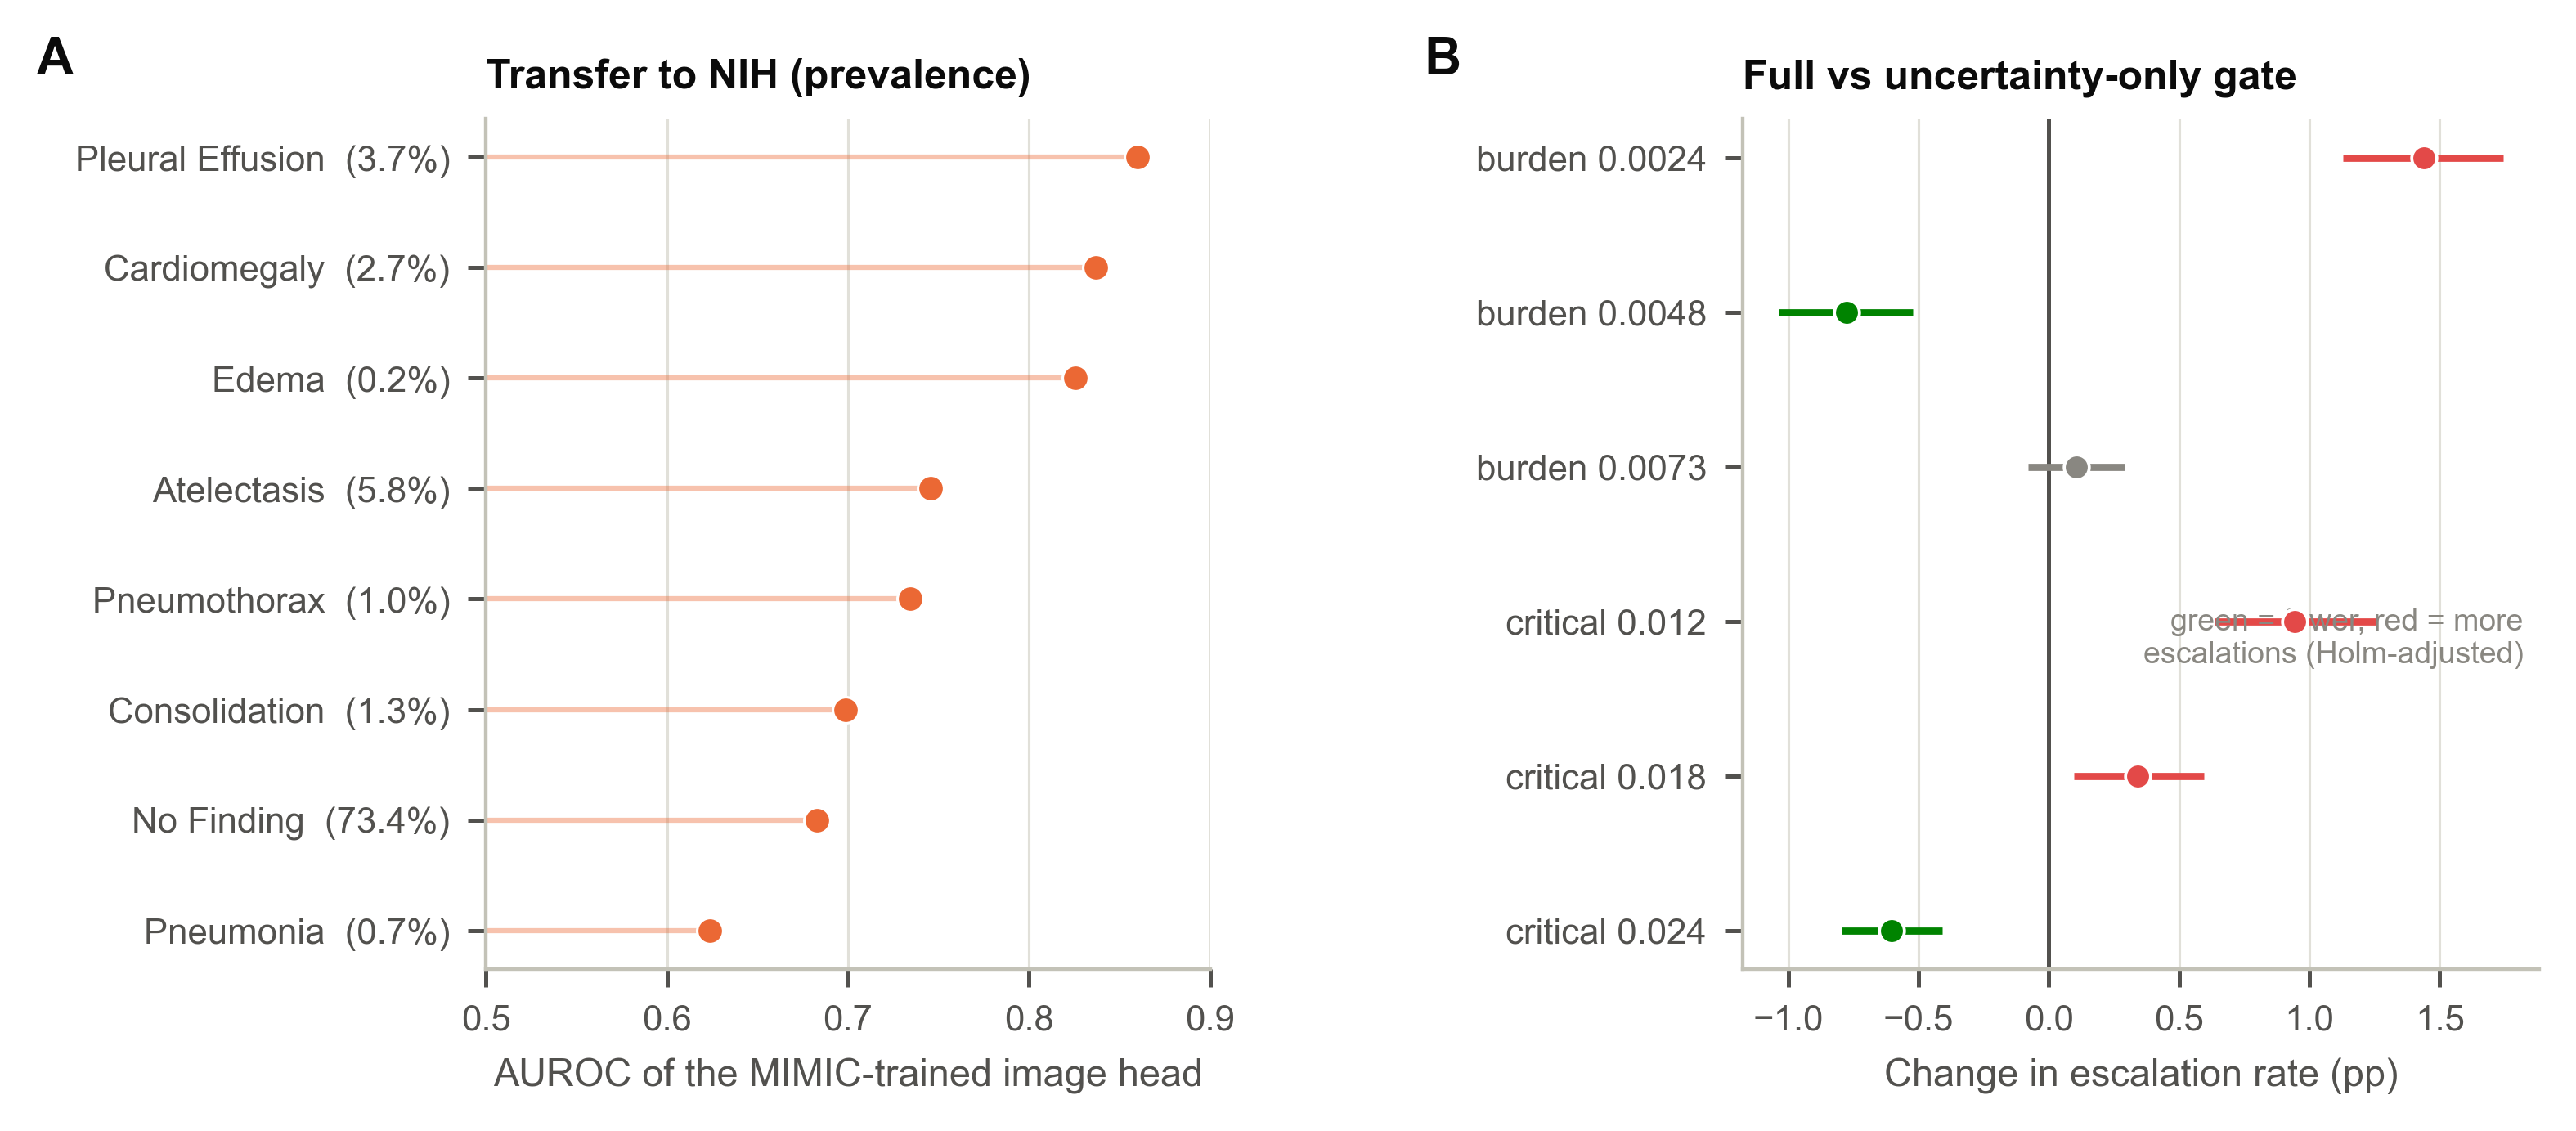 A
Transfer to NIH (prevalence)
Pleural Effusion (3.7%)
Cardiomegaly (2.7%)
Edema (0.2%)
Atelectasis (5.8%)
Pneumothorax (1.0%)
Consolidation (1.3%)
No Finding (73.4%)
Pneumonia (0.7%)
0.5 0.6 0.7 0.8 0.9
AUROC of the MIMIC-trained image head
B
Full vs uncertainty-only gate
burden 0.0024
burden 0.0048
burden 0.0073
critical 0.012
green = red = more
escalations (Holm-adjusted)
critical 0.018
critical 0.024
−1.0 −0.5 0.0 0.5 1.0 1.5
Change in escalation rate (pp)